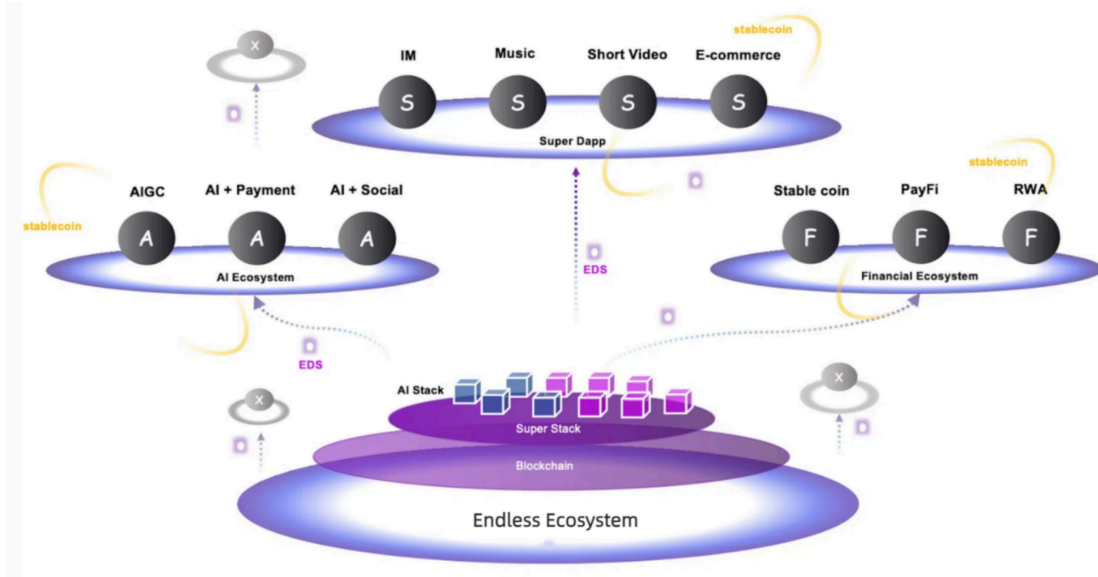 stablecoin
X
IM
Music
Short Video
E-commerce
S
S
S
S
Super Dapp
AIGC
AI + Payment
AI + Social
stablecoin
A
A
A
AI Ecosystem
stablecoin
Stable coin
PayFi
RWA
F
F
F
Financial Ecosystem
EDS
EDS
X
X
AI Stack
Super Stack
Blockchain
Endless Ecosystem